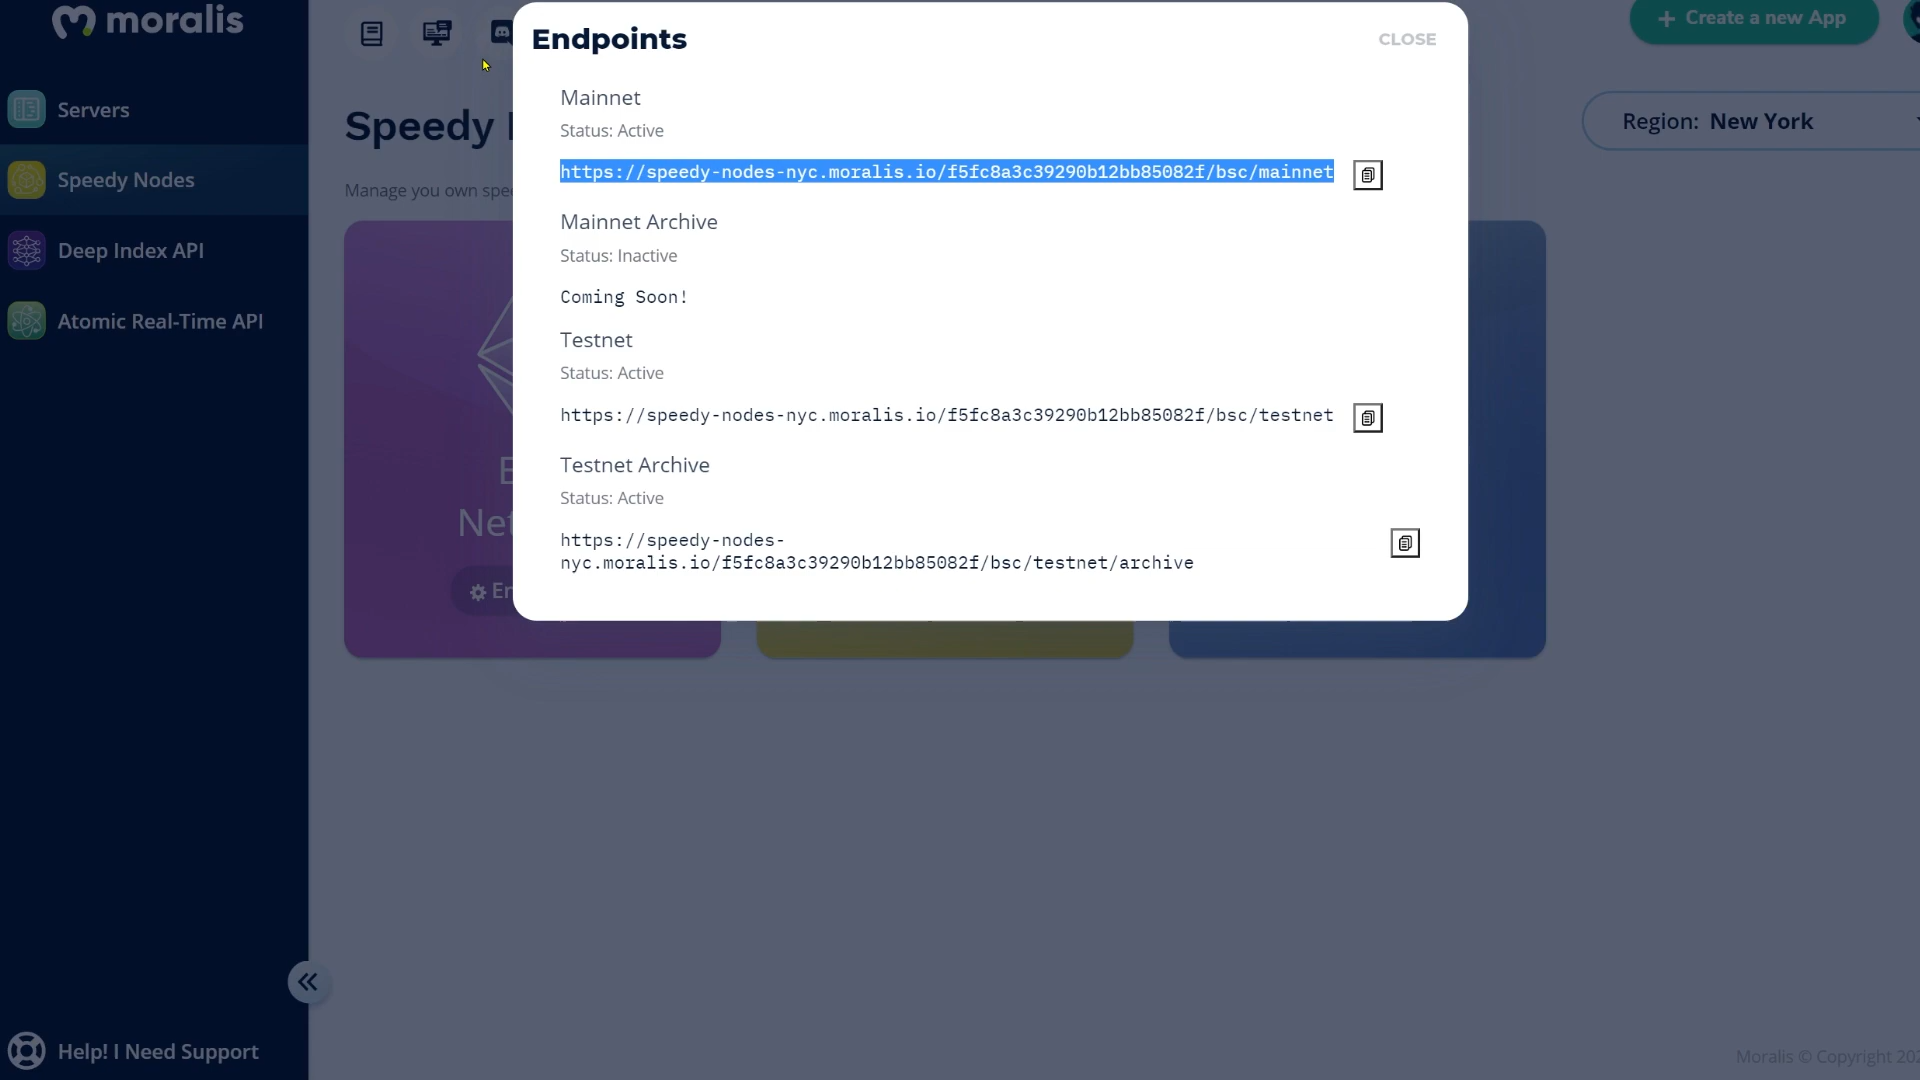 moralis
Servers
Speedy Nodes
Deep Index API
Atomic Real-Time API
Help! I Need Support
Endpoints
CLOSE
Mainnet
Status: Active
https://speedy-nodes-nyc.moralis.io/f5fc8a3c39290b12bb85082f/bsc/mainnet
Mainnet Archive
Status: Inactive
Coming Soon!
Testnet
Status: Active
https://speedy-nodes-nyc.moralis.io/f5fc8a3c39290b12bb85082f/bsc/testnet
Testnet Archive
Status: Active
https://speedy-nodes-
nyc.moralis.io/f5fc8a3c39290b12bb85082f/bsc/testnet/archive
+ Create a new App
Region: New York
Speedy
Manage you own
Moralis © Copyright